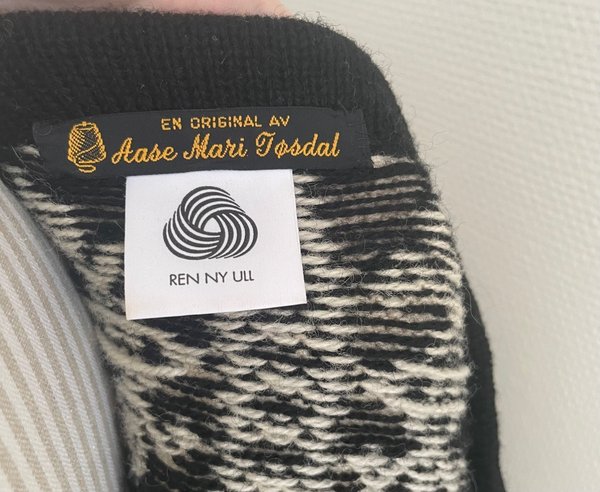 EN ORIGINAL AV
Aase Mari Tøsdal
REN NY ULL